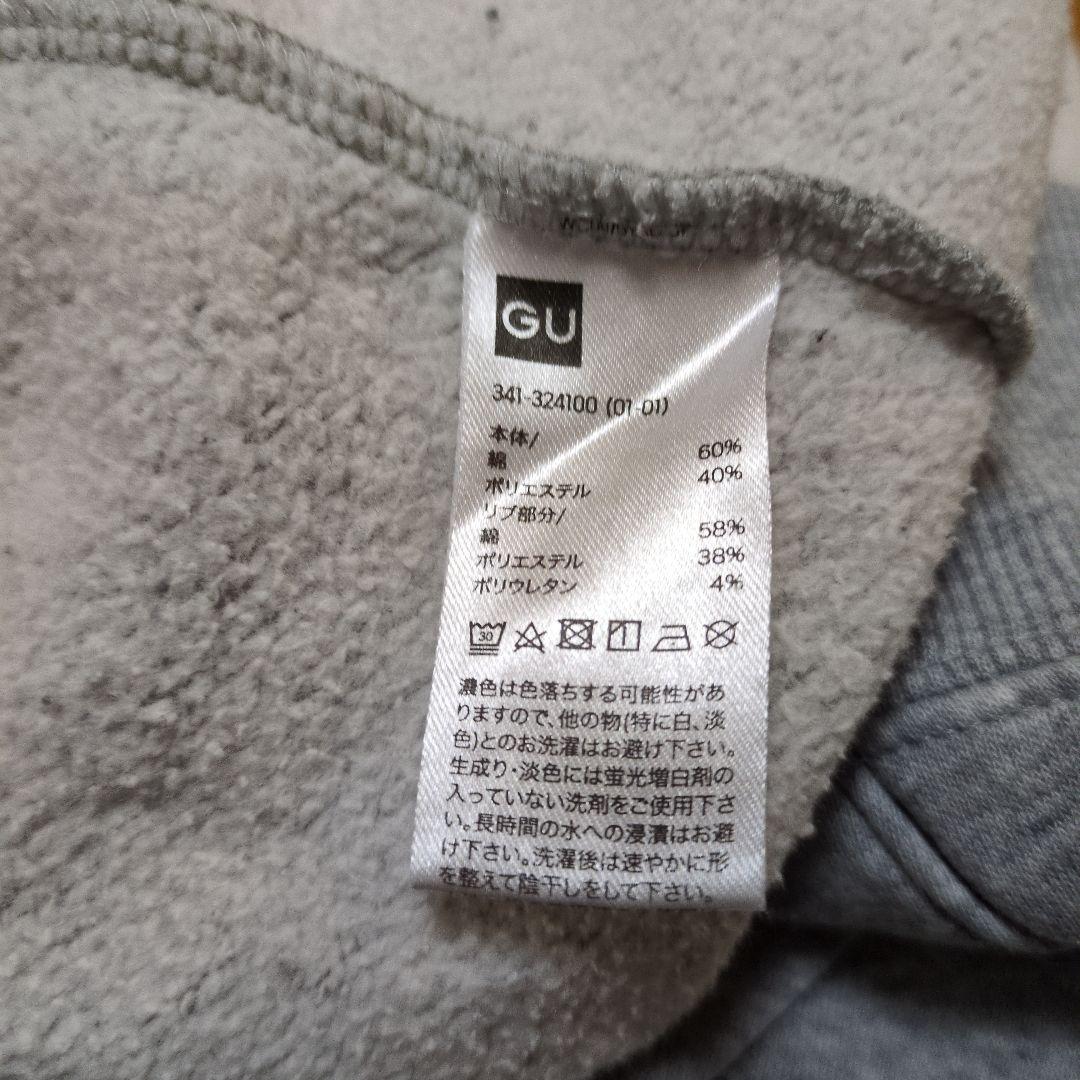 GU
341-324100 (01-01)
本体/
綿 60%
ポリエステル 40%
リブ部分/
綿 58%
ポリエステル 38%
ポリウレタン 4%
30
濃色は色落ちする可能性があ
りますので、他の物(特に白、淡
色)とのお洗濯はお避け下さい。
生成り・淡色には蛍光増白剤の
入っていない洗剤をご使用下さ
い。長時間の水への浸漬はお避
け下さい。洗濯後は速やかに形
を整えて陰干しをして下さい。